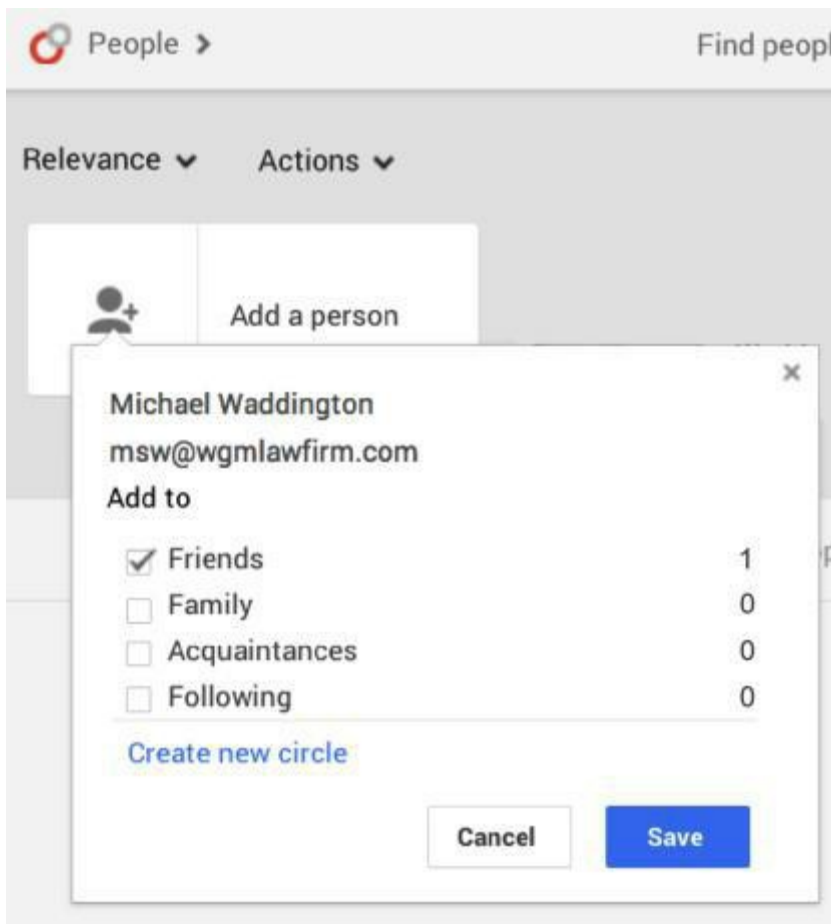 People >
Find peopl
Relevance
Actions
Add a person
Michael Waddington
msw@wgmlawfirm.com
Add to
Friends 1
Family 0
Acquaintances 0
Following 0
Create new circle
Cancel
Save